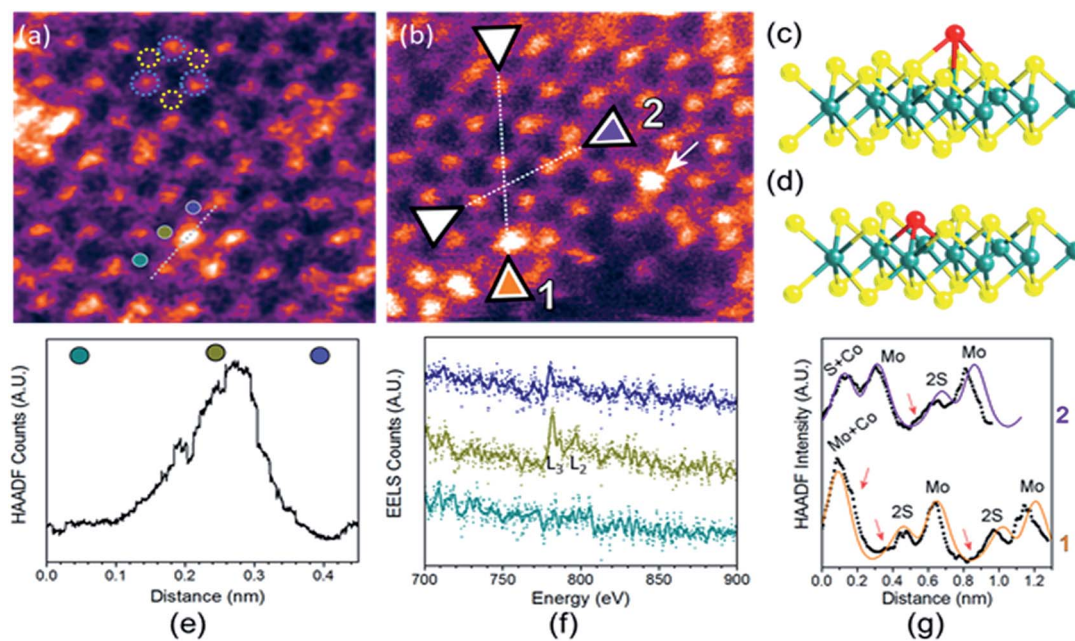 (a)
(b)
2
1
(c)
(d)
HAADF Counts (A.U.)
0.0 0.1 0.2 0.3 0.4
Distance (nm)
(e)
EELS Counts (A.U.)
L3 L2
700 750 800 850 900
Energy (eV)
(f)
HAADF Intensity (A.U.)
S+Co
Mo
2S
Mo
2
Mo+Co
2S
Mo
2S
Mo
1
0.0 0.2 0.4 0.6 0.8 1.0 1.2
Distance (nm)
(g)